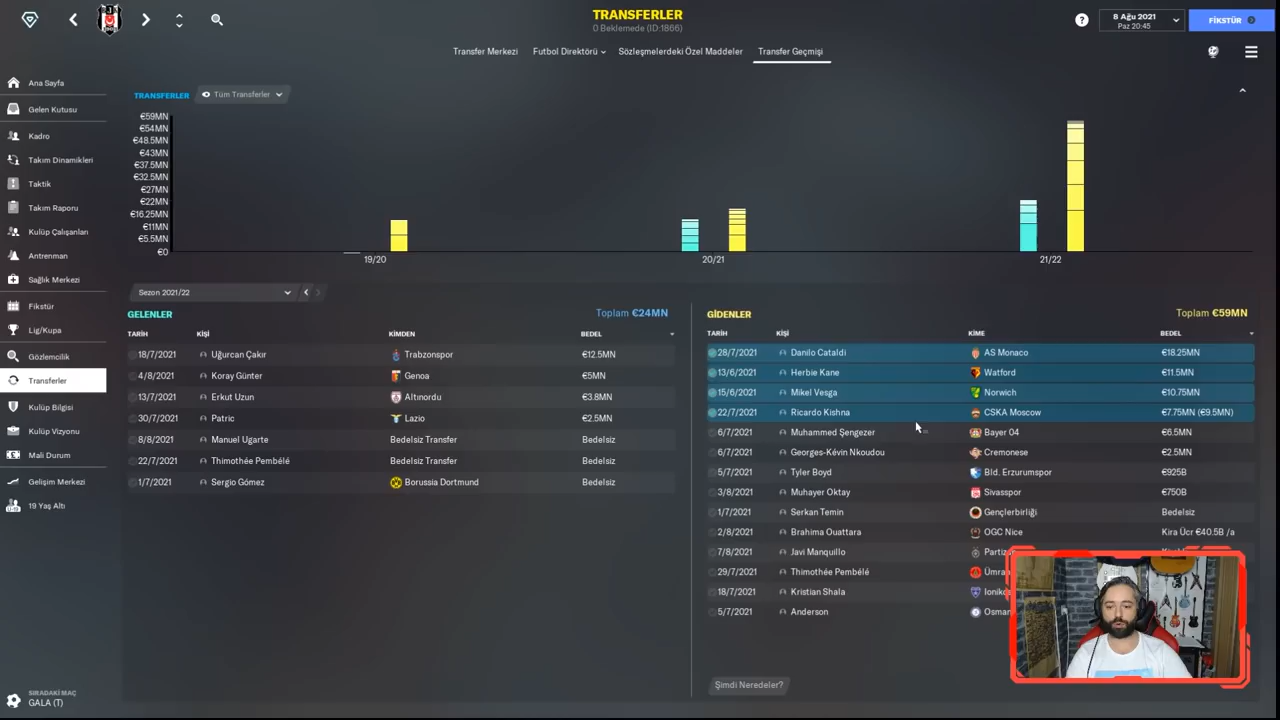 TRANSFERLER
0 Beklemede (ID:1866)
?
8 Ağu 2021
Paz 20:45
FİKSTÜR
Transfer Merkezi
Futbol Direktörü
Sözleşmelerdeki Özel Maddeler
Transfer Geçmişi
Ana Sayfa
Gelen Kutusu
Kadro
Takım Dinamikleri
Taktik
Takım Raporu
Kulüp Çalışanları
Antrenman
Sağlık Merkezi
Fikstür
Lig/Kupa
Gözlemcilik
Transferler
Kulüp Bilgisi
Kulüp Vizyonu
Mali Durum
Gelişim Merkezi
19 Yaş Altı
SIRADAKİ MAÇ
GALA (T)
TRANSFERLER
Tüm Transferler
€59MN
€54MN
€48.5MN
€43MN
€37.5MN
€32.5MN
€27MN
€22MN
€16.25MN
€11MN
€5.5MN
€0
19/20
20/21
21/22
Sezon 2021/22
GELENLER
Toplam €24MN
TARİH KİŞİ KİMDEN BEDEL
18/7/2021 Uğurcan Çakır Trabzonspor €12.5MN
4/8/2021 Koray Günter Genoa €5MN
13/7/2021 Erkut Uzun Altınordu €3.8MN
30/7/2021 Patric Lazio €2.5MN
8/8/2021 Manuel Ugarte Bedelsiz Transfer Bedelsiz
22/7/2021 Thimothée Pembélé Bedelsiz Transfer Bedelsiz
1/7/2021 Sergio Gómez Borussia Dortmund Bedelsiz
GİDENLER
Toplam €59MN
TARİH KİŞİ KİME BEDEL
28/7/2021 Danilo Cataldi AS Monaco €18.25MN
13/6/2021 Herbie Kane Watford €11.5MN
15/6/2021 Mikel Vesga Norwich €10.75MN
22/7/2021 Ricardo Kishna CSKA Moscow €7.75MN (€9.5MN)
6/7/2021 Muhammed Şengezer Bayer 04 €6.5MN
6/7/2021 Georges-Kévin Nkoudou Cremonese €2.5MN
5/7/2021 Tyler Boyd Bld. Erzurumspor €925B
3/8/2021 Muhayer Oktay Sivasspor €750B
1/7/2021 Serkan Temin Gençlerbirliği Bedelsiz
2/8/2021 Brahima Ouattara OGC Nice Kira Ücr €40.5B /a
7/8/2021 Javi Manquillo Partiz
29/7/2021 Thimothée Pembélé Ümra
18/7/2021 Kristian Shala Ionik
5/7/2021 Anderson Osman
Şimdi Neredeler?